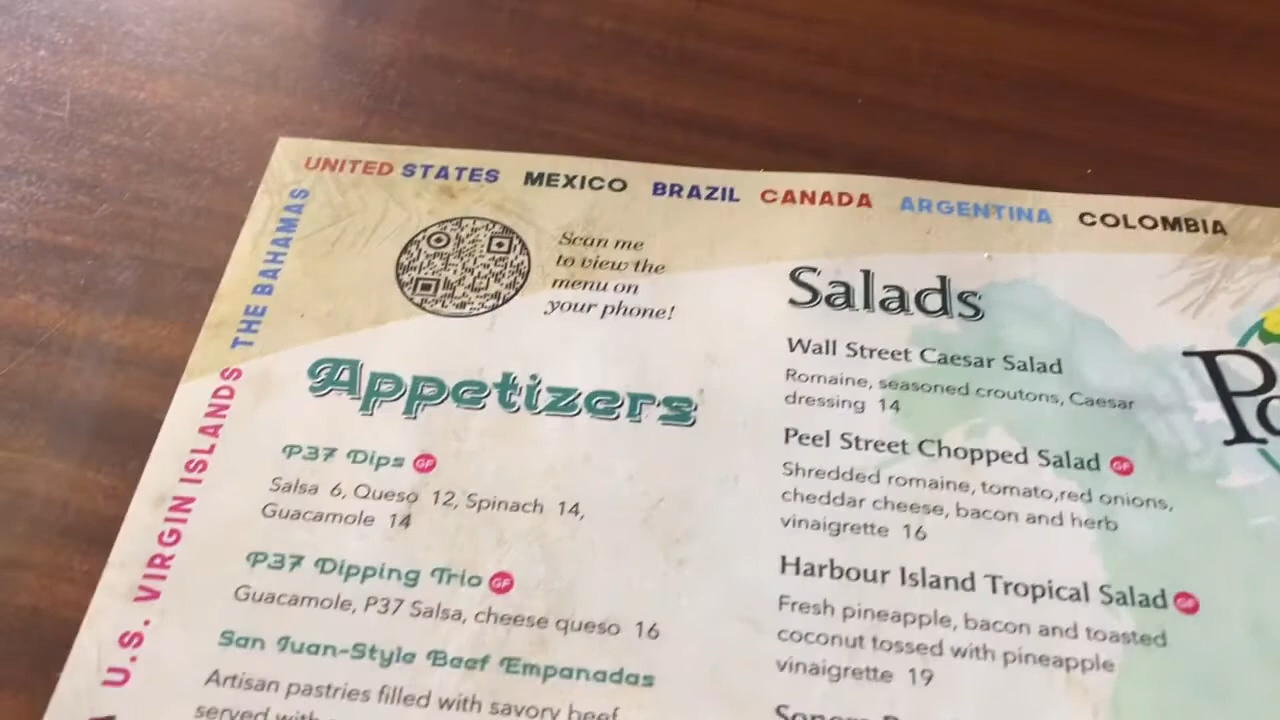 UNITED STATES MEXICO BRAZIL CANADA ARGENTINA COLOMBIA
THE BAHAMAS
U.S. VIRGIN ISLANDS
Scan me
to view the
menu on
your phone!
Appetizers
P37 Dips GF
Salsa 6, Queso 12, Spinach 14,
Guacamole 14
P37 Dipping Trio GF
Guacamole, P37 Salsa, cheese queso 16
San Juan-Style Beef Empanadas
Artisan pastries filled with savory beef
served with
Salads
Wall Street Caesar Salad
Romaine, seasoned croutons, Caesar
dressing 14
Peel Street Chopped Salad GF
Shredded romaine, tomato,red onions,
cheddar cheese, bacon and herb
vinaigrette 16
Harbour Island Tropical Salad GF
Fresh pineapple, bacon and toasted
coconut tossed with pineapple
vinaigrette 19